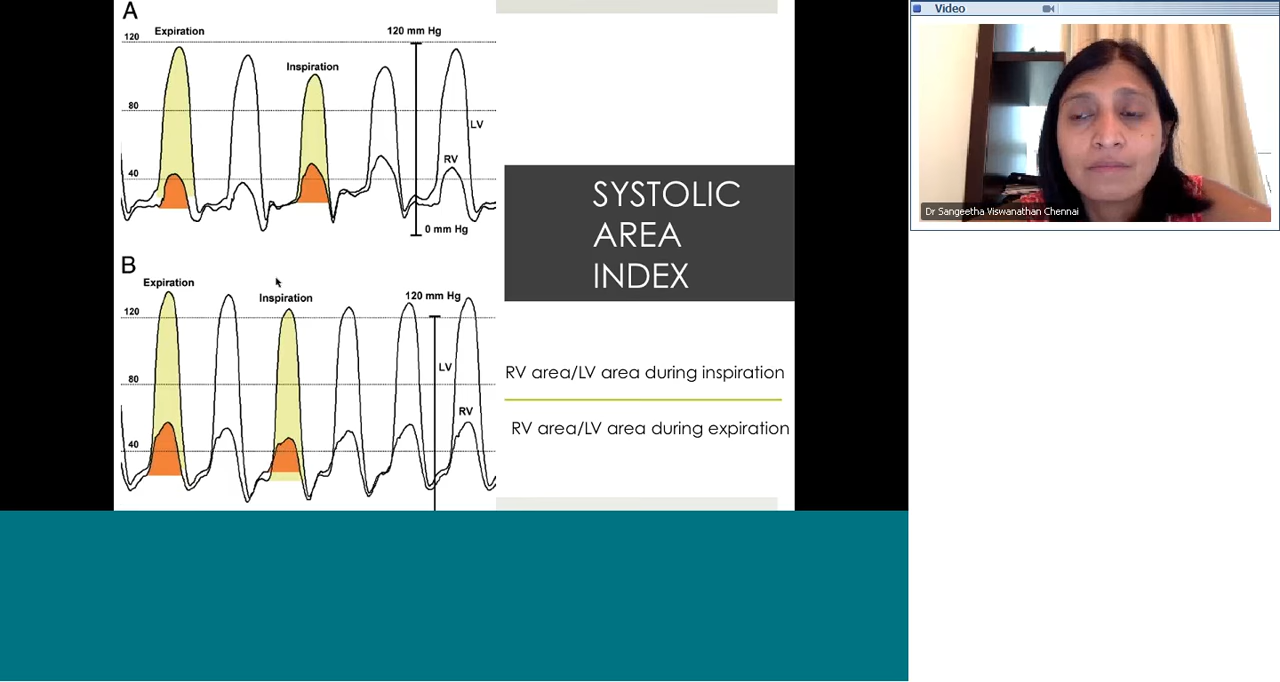 A
Expiration
120 mm Hg
120
Inspiration
80
LV
RV
40
0 mm Hg
B
Expiration
Inspiration
120 mm Hg
120
LV
80
RV
40
SYSTOLIC
AREA
INDEX
RV area/LV area during inspiration
RV area/LV area during expiration
Video
Dr Sangeetha Viswanathan Chennai